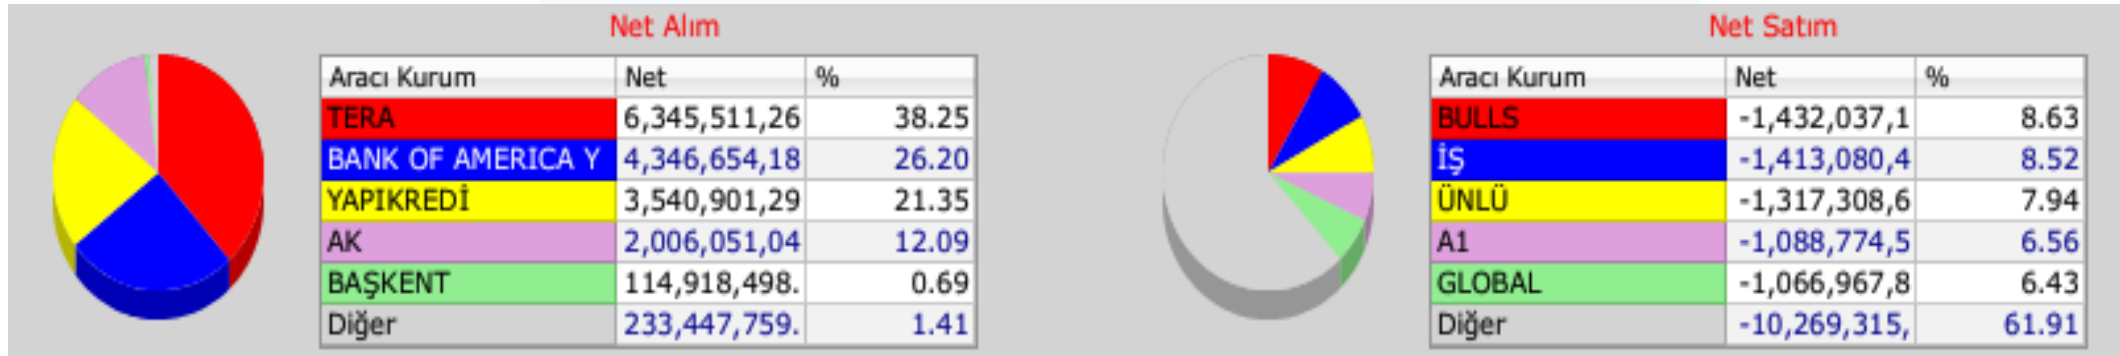 Net Alım
Aracı Kurum Net %
TERA 6,345,511,26 38.25
BANK OF AMERICA Y 4,346,654,18 26.20
YAPIKREDİ 3,540,901,29 21.35
AK 2,006,051,04 12.09
BAŞKENT 114,918,498. 0.69
Diğer 233,447,759. 1.41
Net Satım
Aracı Kurum Net %
BULLS -1,432,037,1 8.63
İŞ -1,413,080,4 8.52
ÜNLÜ -1,317,308,6 7.94
A1 -1,088,774,5 6.56
GLOBAL -1,066,967,8 6.43
Diğer -10,269,315, 61.91